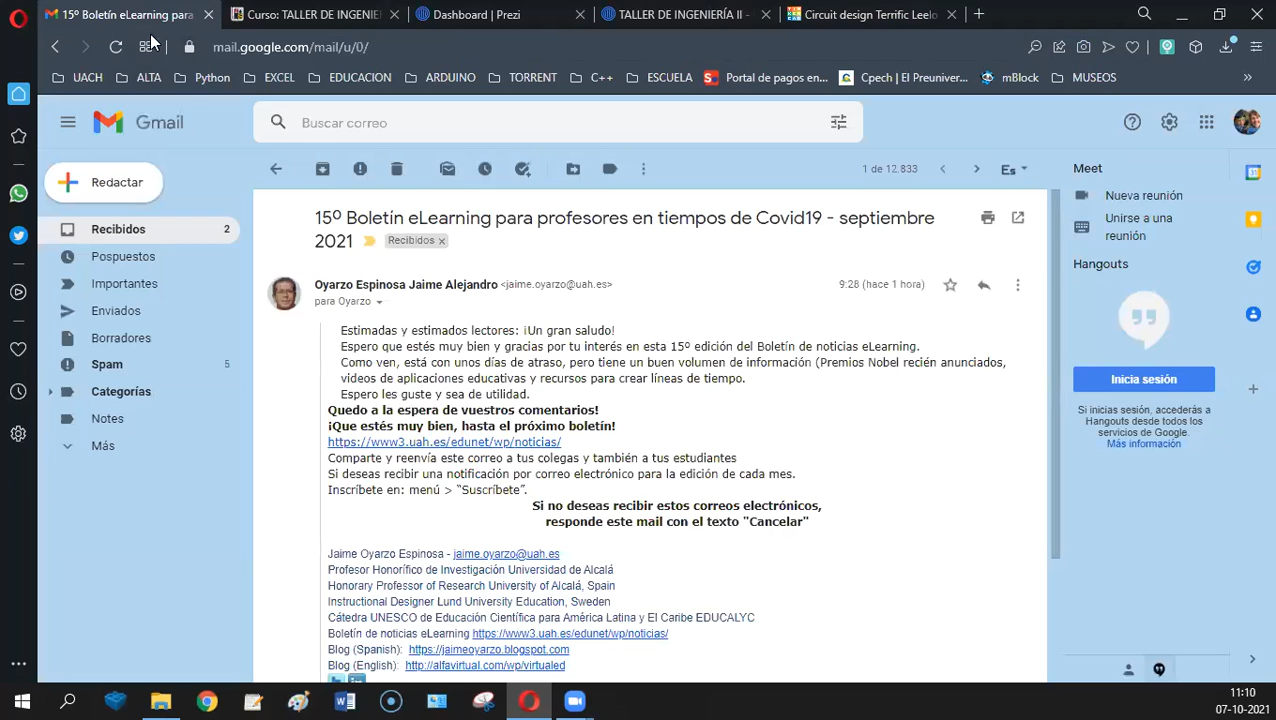 15º Boletín eLearning para
Curso: TALLER DE INGENIE
Dashboard | Prezi
TALLER DE INGENIERÍA II -
Circuit design Terrific Leelo
mail.google.com/mail/u/0/
UACH
ALTA
Python
EXCEL
EDUCACION
ARDUINO
TORRENT
C++
ESCUELA
Portal de pagos en...
Cpech | El Preuniver...
mBlock
MUSEOS
Gmail
Buscar correo
Redactar
1 de 12.833
Es
Recibidos 2
Pospuestos
Importantes
Enviados
Borradores
Spam 5
Categorías
Notes
Más
15º Boletín eLearning para profesores en tiempos de Covid19 - septiembre
2021 Recibidos x
Oyarzo Espinosa Jaime Alejandro <jaime.oyarzo@uah.es>
9:28 (hace 1 hora)
para Oyarzo
Estimadas y estimados lectores: ¡Un gran saludo!
Espero que estés muy bien y gracias por tu interés en esta 15º edición del Boletín de noticias eLearning.
Como ven, está con unos días de atraso, pero tiene un buen volumen de información (Premios Nobel recién anunciados,
videos de aplicaciones educativas y recursos para crear líneas de tiempo.
Espero les guste y sea de utilidad.
Quedo a la espera de vuestros comentarios!
¡Que estés muy bien, hasta el próximo boletín!
https://www3.uah.es/edunet/wp/noticias/
Comparte y reenvía este correo a tus colegas y también a tus estudiantes
Si deseas recibir una notificación por correo electrónico para la edición de cada mes.
Inscríbete en: menú > “Suscríbete”.
Si no deseas recibir estos correos electrónicos,
responde este mail con el texto "Cancelar"
Jaime Oyarzo Espinosa - jaime.oyarzo@uah.es
Profesor Honorífico de Investigación Universidad de Alcalá
Honorary Professor of Research University of Alcalá, Spain
Instructional Designer Lund University Education, Sweden
Cátedra UNESCO de Educación Científica para América Latina y El Caribe EDUCALYC
Boletín de noticias eLearning https://www3.uah.es/edunet/wp/noticias/
Blog (Spanish): https://jaimeoyarzo.blogspot.com
Blog (English): http://alfavirtual.com/wp/virtualed
Meet
Nueva reunión
Unirse a una
reunión
Hangouts
Inicia sesión
Si inicias sesión, accederás a
Hangouts desde todos los
servicios de Google.
Más información
11:10
07-10-2021